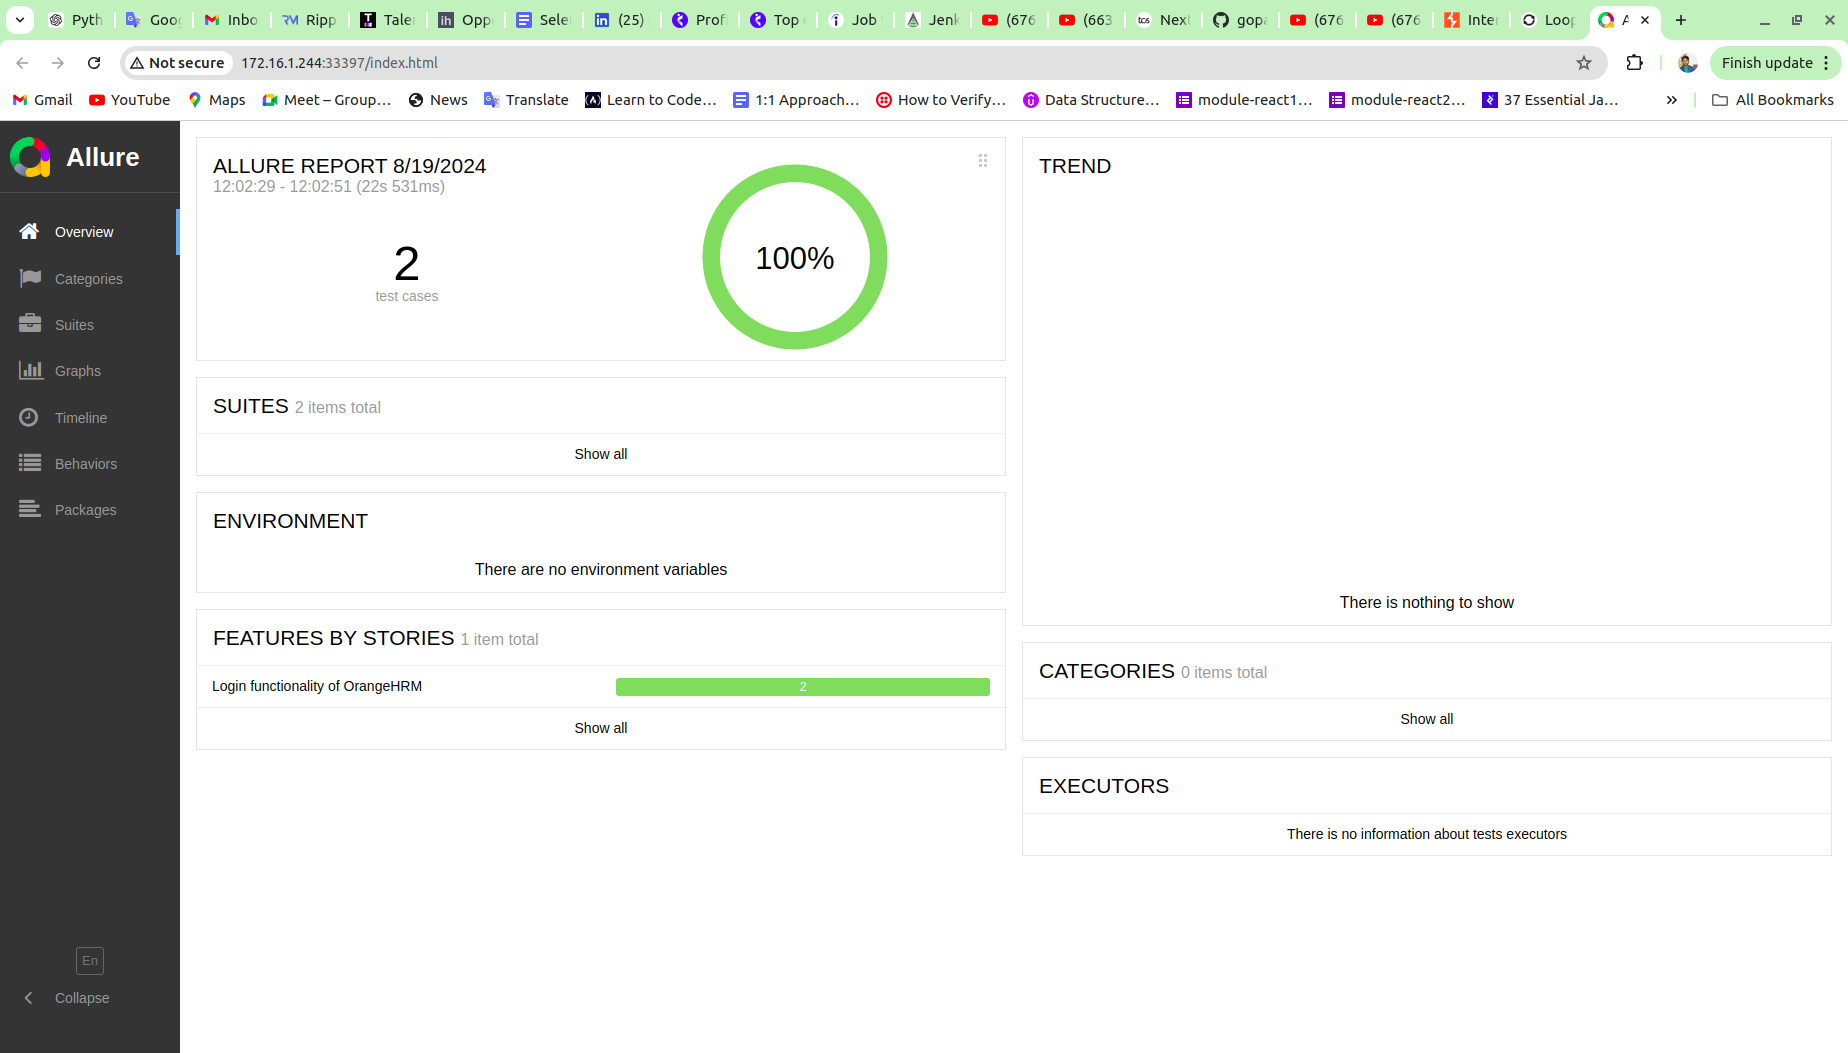 Pyth
Goo
Inbo
Ripp
Taler
Opp
Sele
(25)
Prof
Top
Job
Jenk
(676
(663
Next
gopa
(676
(676
Inter
Loop
A
Not secure
172.16.1.244:33397/index.html
Finish update
Gmail
YouTube
Maps
Meet – Group…
News
Translate
Learn to Code…
1:1 Approach…
How to Verify…
Data Structure…
module-react1…
module-react2…
37 Essential Ja…
All Bookmarks
Allure
Overview
Categories
Suites
Graphs
Timeline
Behaviors
Packages
En
Collapse
ALLURE REPORT 8/19/2024
12:02:29 - 12:02:51 (22s 531ms)
2
test cases
100%
SUITES 2 items total
Show all
ENVIRONMENT
There are no environment variables
FEATURES BY STORIES 1 item total
Login functionality of OrangeHRM 2
Show all
TREND
There is nothing to show
CATEGORIES 0 items total
Show all
EXECUTORS
There is no information about tests executors